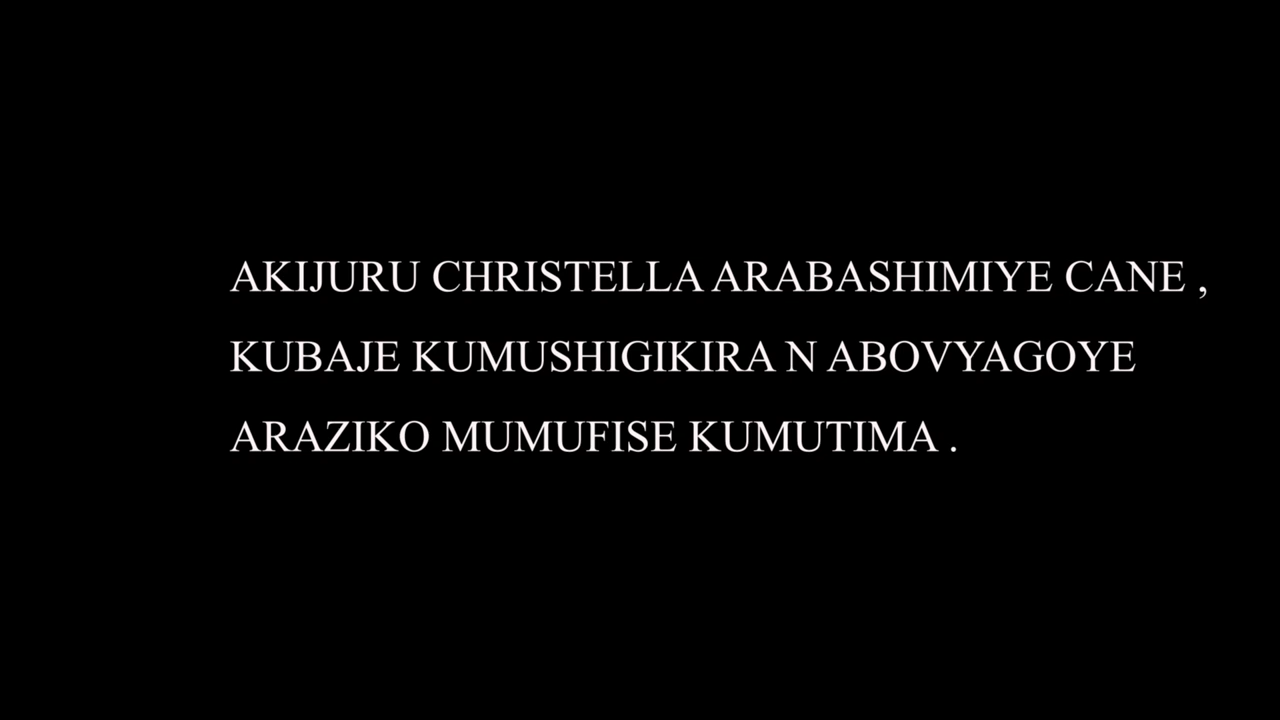 AKIJURU CHRISTELLA ARABASHIMIYE CANE ,
KUBAJE KUMUSHIGIKIRA N ABOVYAGOYE
ARAZIKO MUMUFISE KUMUTIMA .